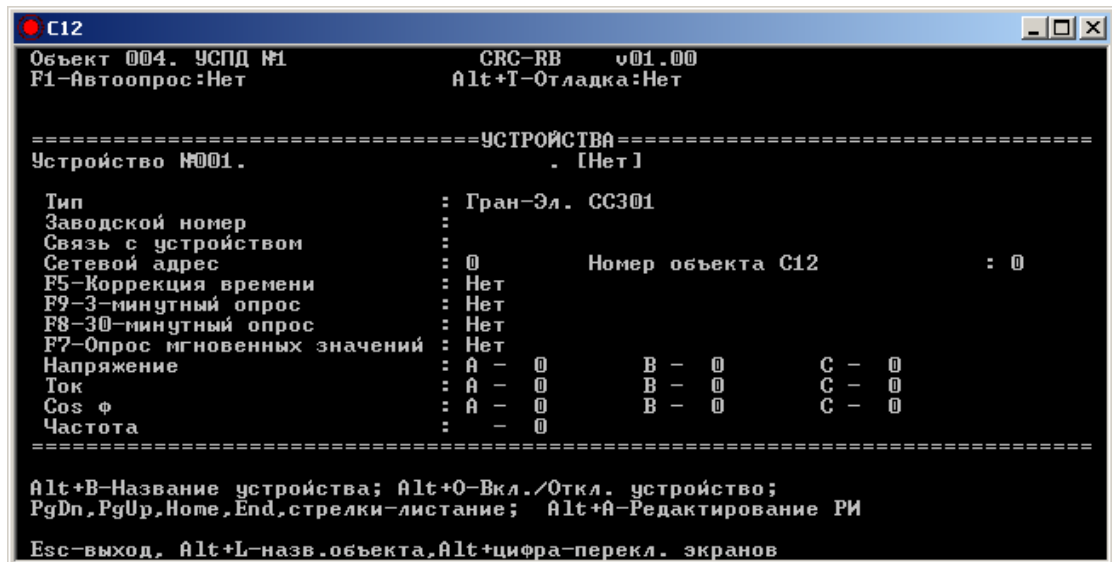 C12
Объект 004. УСПД №1 CRC-RB v01.00
F1-Автоопрос:Нет Alt+T-Отладка:Нет
=================================УСТРОЙСТВА===================================
Устройство №001. . [Нет]
Тип : Гран-Эл. СС301
Заводской номер :
Связь с устройством :
Сетевой адрес : 0 Номер объекта С12 : 0
F5-Коррекция времени : Нет
F9-3-минутный опрос : Нет
F8-30-минутный опрос : Нет
F7-Опрос мгновенных значений : Нет
Напряжение : А - 0 В - 0 С - 0
Ток : А - 0 В - 0 С - 0
Cos φ : А - 0 В - 0 С - 0
Частота : - 0
==============================================================================
Alt+B-Название устройства; Alt+O-Вкл./Откл. устройство;
PgDn,PgUp,Home,End,стрелки-листание; Alt+A-Редактирование РИ
Esc-выход, Alt+L-назв.объекта,Alt+цифра-перекл. экранов